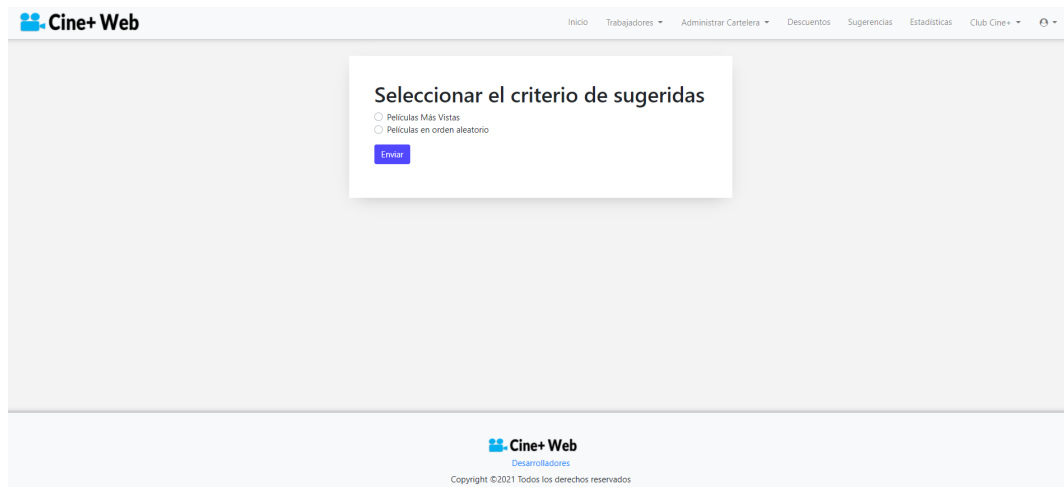 Cine+ Web
Inicio Trabajadores Administrar Cartelera Descuentos Sugerencias Estadísticas Club Cine+
Seleccionar el criterio de sugeridas
Películas Más Vistas
Películas en orden aleatorio
Enviar
Cine+ Web
Desarrolladores
Copyright ©2021 Todos los derechos reservados